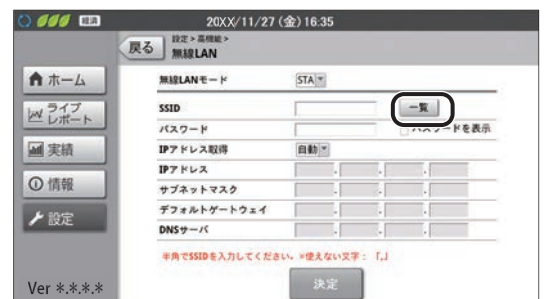 経済
20XX/11/27 (金) 16:35
戻る
設定 > 高機能 >
無線LAN
ホーム
ライブ
レポート
実績
情報
設定
Ver *.*.*.*
無線LANモード STA
SSID 一覧
パスワード パスワードを表示
IPアドレス取得 自動
IPアドレス . . .
サブネットマスク . . .
デフォルトゲートウェイ . . .
DNSサーバ . . .
半角でSSIDを入力してください。※使えない文字： 「,」
決定